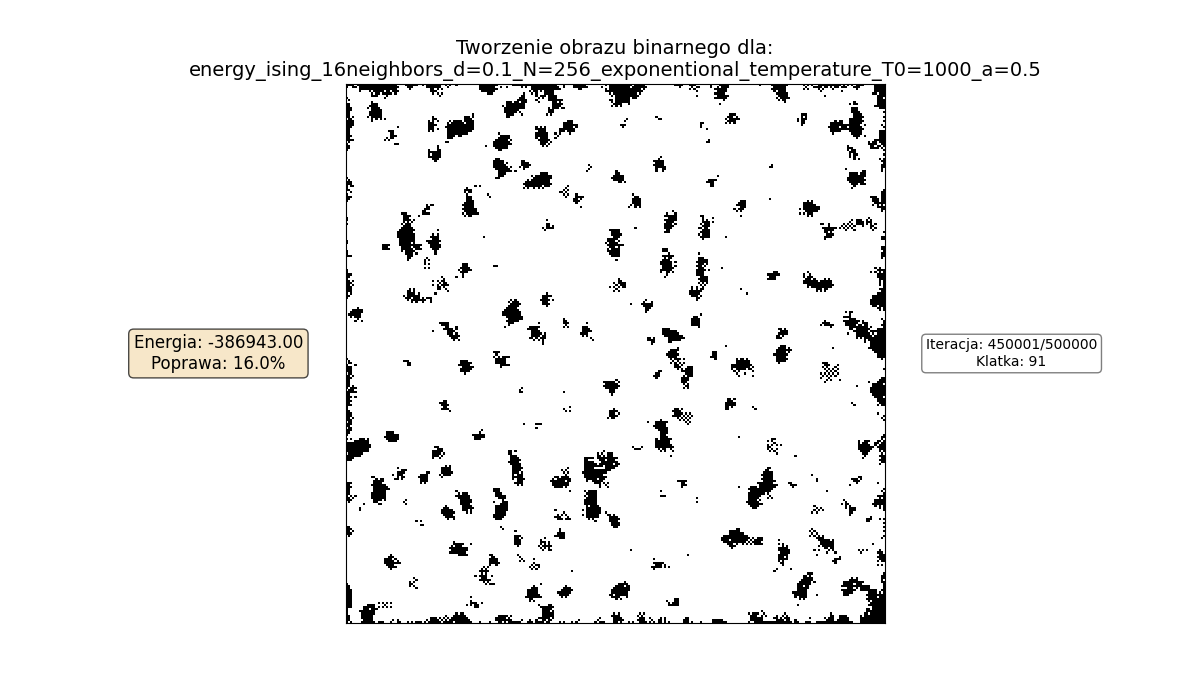 Tworzenie obrazu binarnego dla:
energy_ising_16neighbors_d=0.1_N=256_exponentional_temperature_T0=1000_a=0.5
Energia: -386943.00
Poprawa: 16.0%
Iteracja: 450001/500000
Klatka: 91